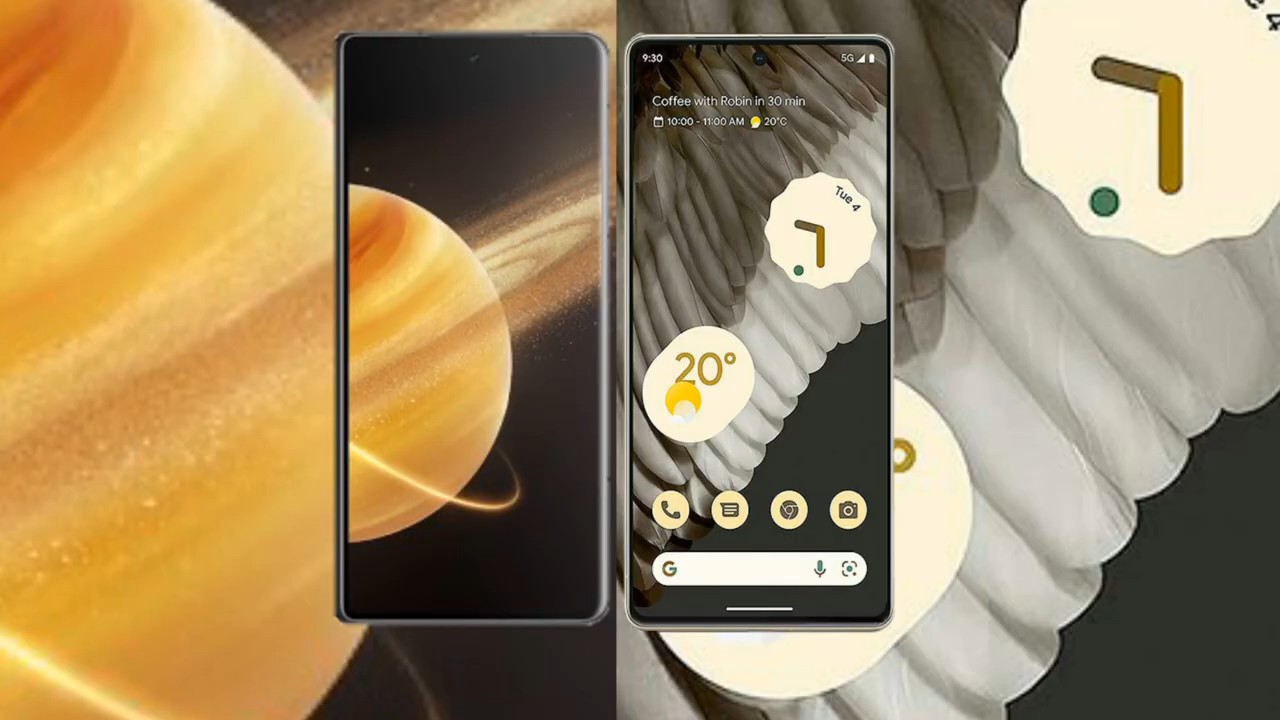 9:30
5G
Coffee with Robin in 30 min
10:00 - 11:00 AM 20°C
Tue 4
20°
G